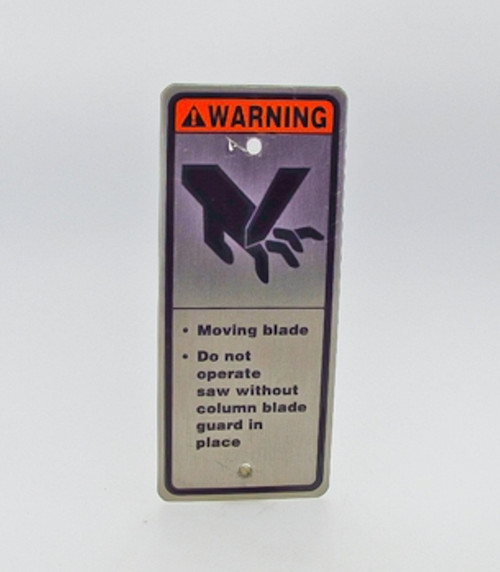 WARNING
• Moving blade
• Do not
operate
saw without
column blade
guard in
place